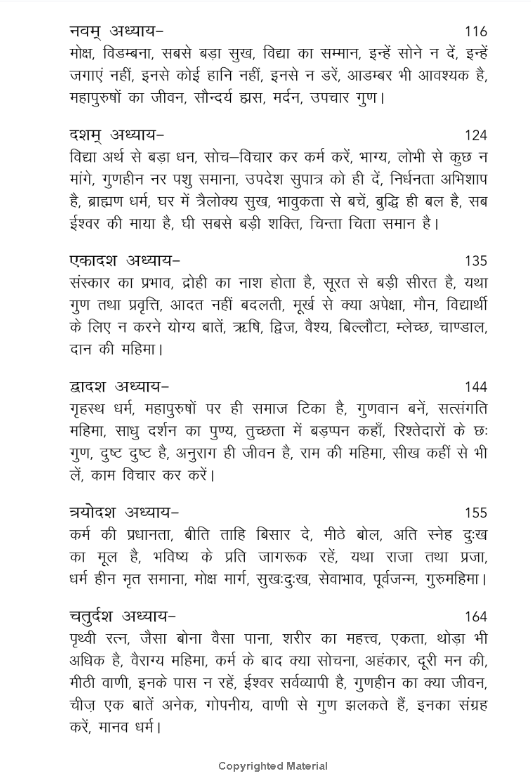 नवम् अध्याय– 116
मोक्ष, विडम्बना, सबसे बड़ा सुख, विद्या का सम्मान, इन्हें सोने न दें, इन्हें
जगाएं नहीं, इनसे कोई हानि नहीं, इनसे न डरें, आडम्बर भी आवश्यक है,
महापुरुषों का जीवन, सौन्दर्य ह्रास, मर्दन, उपचार गुण।
दशम् अध्याय– 124
विद्या अर्थ से बड़ा धन, सोच–विचार कर कर्म करें, भाग्य, लोभी से कुछ न
मांगे, गुणहीन नर पशु समाना, उपदेश सुपात्र को ही दें, निर्धनता अभिशाप
है, ब्राह्मण धर्म, घर में त्रैलोक्य सुख, भावुकता से बचें, बुद्धि ही बल है, सब
ईश्वर की माया है, घी सबसे बड़ी शक्ति, चिन्ता चिता समान है।
एकादश अध्याय– 135
संस्कार का प्रभाव, द्रोही का नाश होता है, सूरत से बड़ी सीरत है, यथा
गुण तथा प्रवृत्ति, आदत नहीं बदलती, मूर्ख से क्या अपेक्षा, मौन, विद्यार्थी
के लिए न करने योग्य बातें, ऋषि, द्विज, वैश्य, बिल्लौटा, म्लेच्छ, चाण्डाल,
दान की महिमा।
द्वादश अध्याय– 144
गृहस्थ धर्म, महापुरुषों पर ही समाज टिका है, गुणवान बनें, सत्संगति
महिमा, साधु दर्शन का पुण्य, तुच्छता में बड़प्पन कहाँ, रिश्तेदारों के छः
गुण, दुष्ट दुष्ट है, अनुराग ही जीवन है, राम की महिमा, सीख कहीं से भी
लें, काम विचार कर करें।
त्रयोदश अध्याय– 155
कर्म की प्रधानता, बीति ताहि बिसार दे, मीठे बोल, अति स्नेह दुःख
का मूल है, भविष्य के प्रति जागरूक रहें, यथा राजा तथा प्रजा,
धर्म हीन मृत समाना, मोक्ष मार्ग, सुखःदुःख, सेवाभाव, पूर्वजन्म, गुरुमहिमा।
चतुर्दश अध्याय– 164
पृथ्वी रत्न, जैसा बोना वैसा पाना, शरीर का महत्त्व, एकता, थोड़ा भी
अधिक है, वैराग्य महिमा, कर्म के बाद क्या सोचना, अहंकार, दूरी मन की,
मीठी वाणी, इनके पास न रहें, ईश्वर सर्वव्यापी है, गुणहीन का क्या जीवन,
चीज़ एक बातें अनेक, गोपनीय, वाणी से गुण झलकते हैं, इनका संग्रह
करें, मानव धर्म।
Copyrighted Material